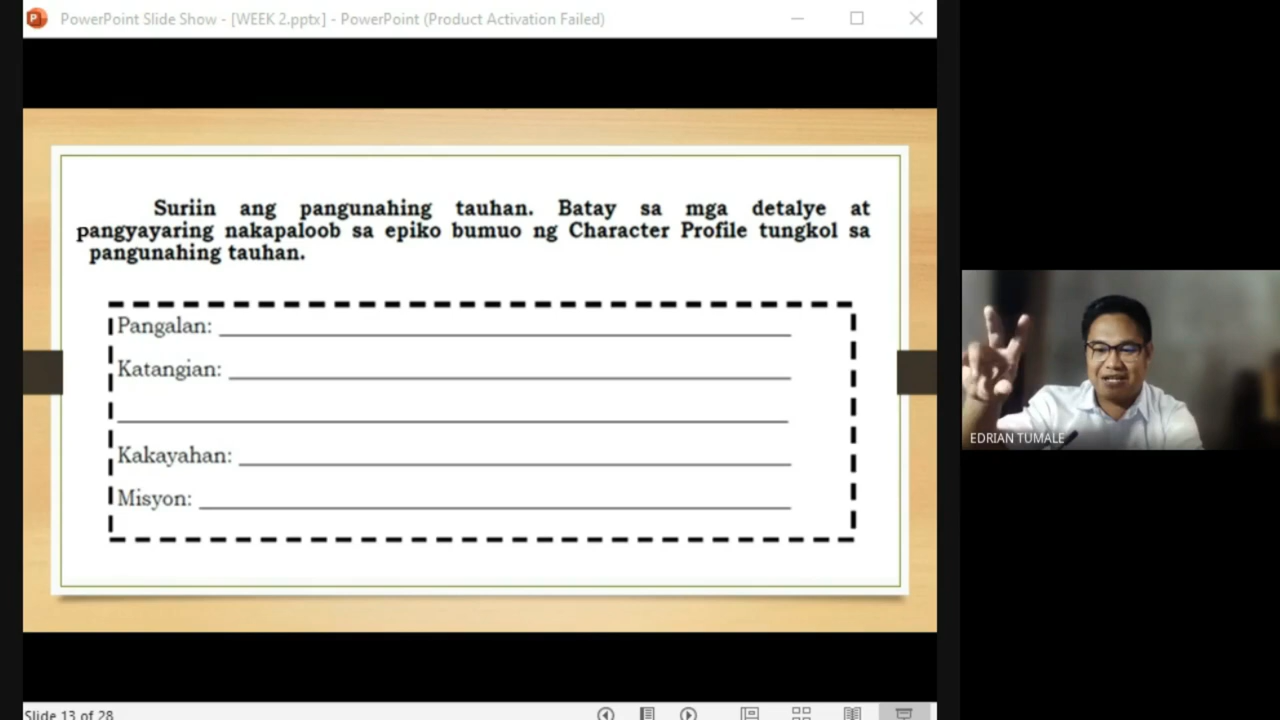 PowerPoint Slide Show - [WEEK 2.pptx] - PowerPoint (Product Activation Failed)
Suriin ang pangunahing tauhan. Batay sa mga detalye at
pangyayaring nakapaloob sa epiko bumuo ng Character Profile tungkol sa
pangunahing tauhan.
Pangalan:
Katangian:
Kakayahan:
Misyon:
EDRIAN TUMALE
Slide 13 of 28